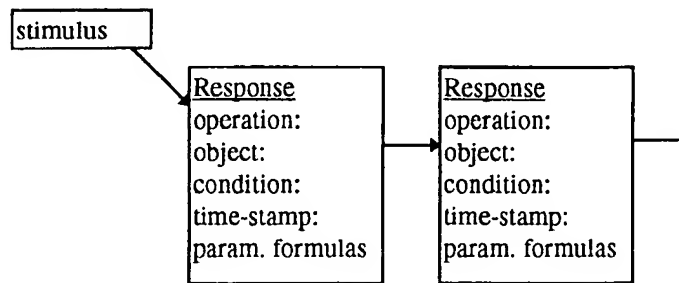 stimulus
Response
operation:
object:
condition:
time-stamp:
param. formulas
Response
operation:
object:
condition:
time-stamp:
param. formulas